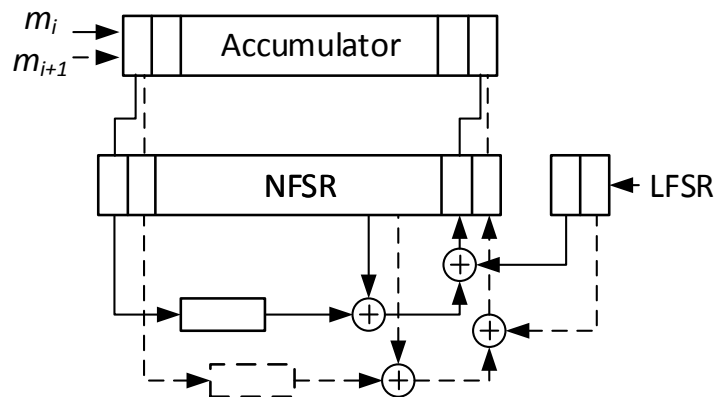 m_i
Accumulator
m_{i+1}
NFSR
LFSR